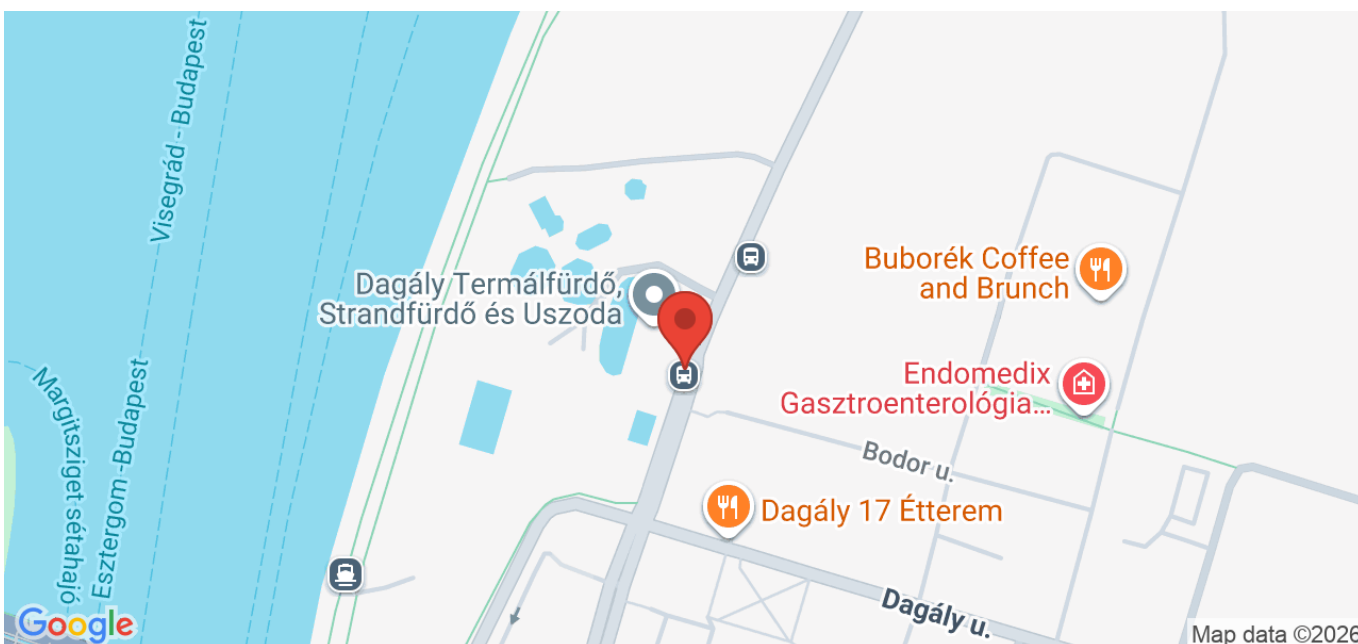 Visegrád - Budapest
Dagály Termálfürdő,
Strandfürdő és Uszoda
Buborék Coffee
and Brunch
Endomedix
Gasztroenterológia...
Margitsziget sétahajó
Esztergom -Budapest
Bodor u.
Dagály 17 Étterem
Dagály u.
Google
Map data ©2026